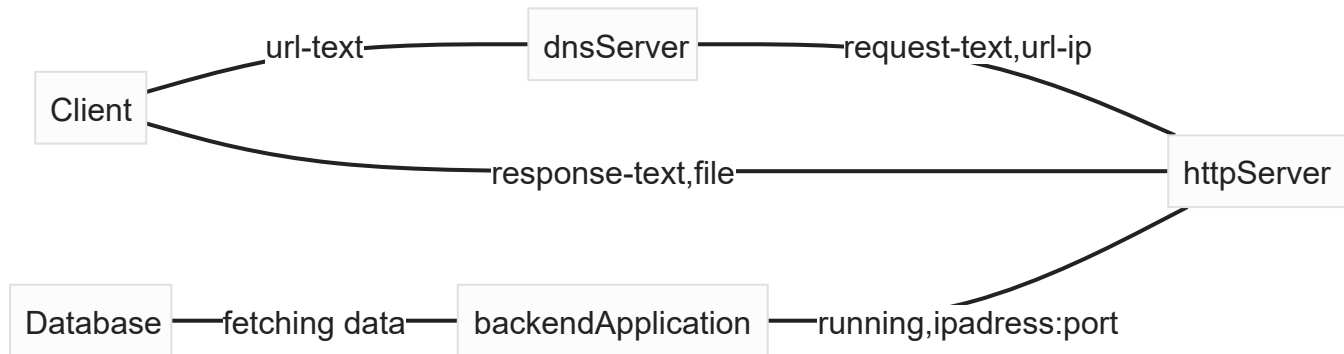 url-text
dnsServer
request-text,url-ip
Client
response-text,file
httpServer
Database
fetching data
backendApplication
running,ipadress:port